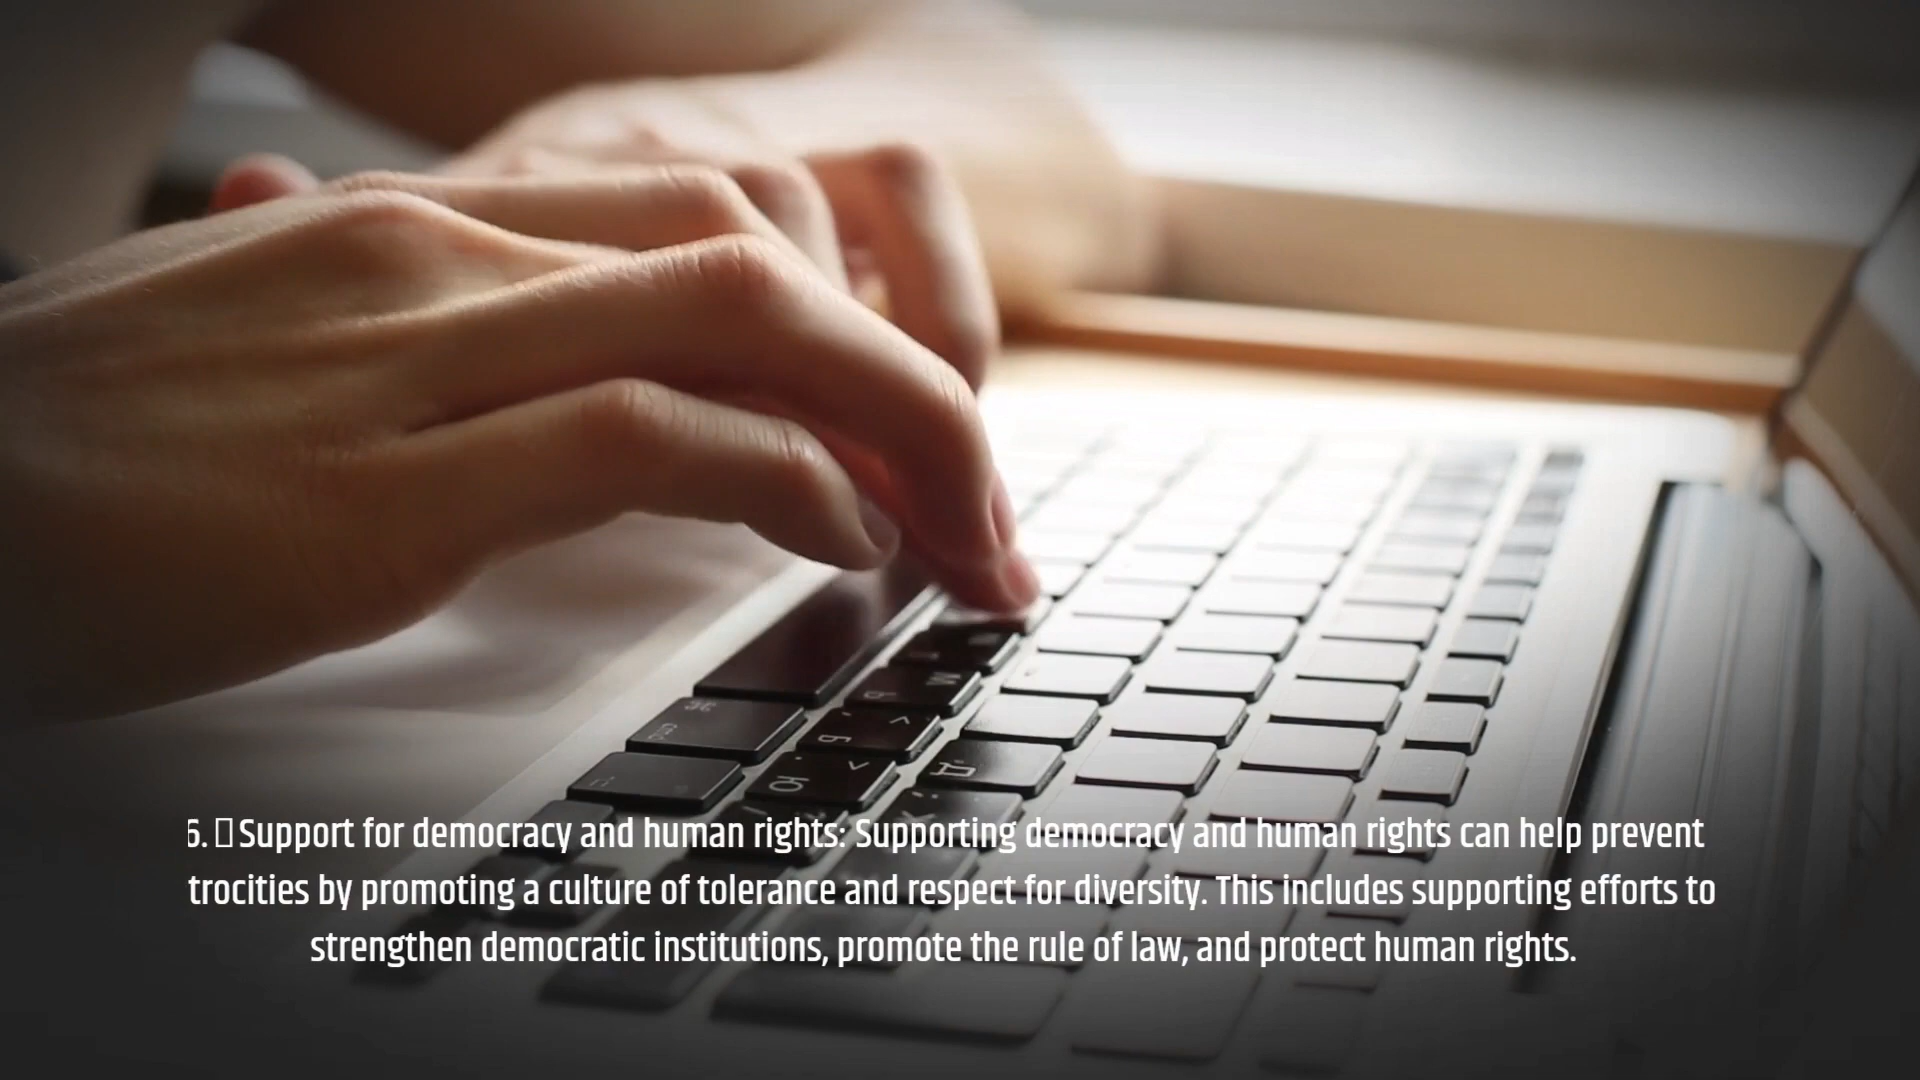 6. Support for democracy and human rights: Supporting democracy and human rights can help prevent
trocities by promoting a culture of tolerance and respect for diversity. This includes supporting efforts to
strengthen democratic institutions, promote the rule of law, and protect human rights.